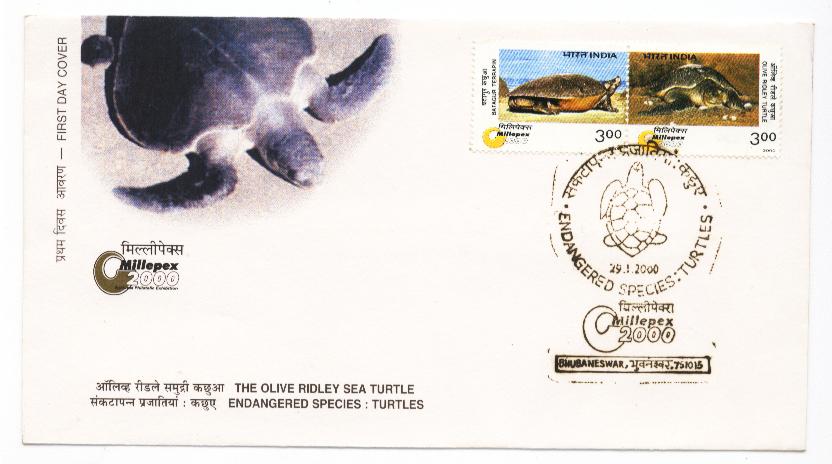 प्रथम दिवस आवरण — FIRST DAY COVER
भारत INDIA
बटागुर कछुआ
BATAGUR TERRAPIN
मिलिपेक्स
Millepex
3.00
भारत INDIA
ऑलिव रीडले कछुआ
OLIVE RIDLEY TURTLE
मिलिपेक्स
Millepex
3.00
संकटापन्न प्रजातियाँ: कछुए
ENDANGERED SPECIES: TURTLES
29.1.2000
मिल्लीपेक्स
Millepex
2000
BHUBANESWAR, भुवनेश्वर, 751015
मिल्लीपेक्स
Millepex
2000
Philatelic Exhibition
ऑलिव्ह रीडले समुद्री कछुआ THE OLIVE RIDLEY SEA TURTLE
संकटापन्न प्रजातियाँ : कछुए ENDANGERED SPECIES : TURTLES